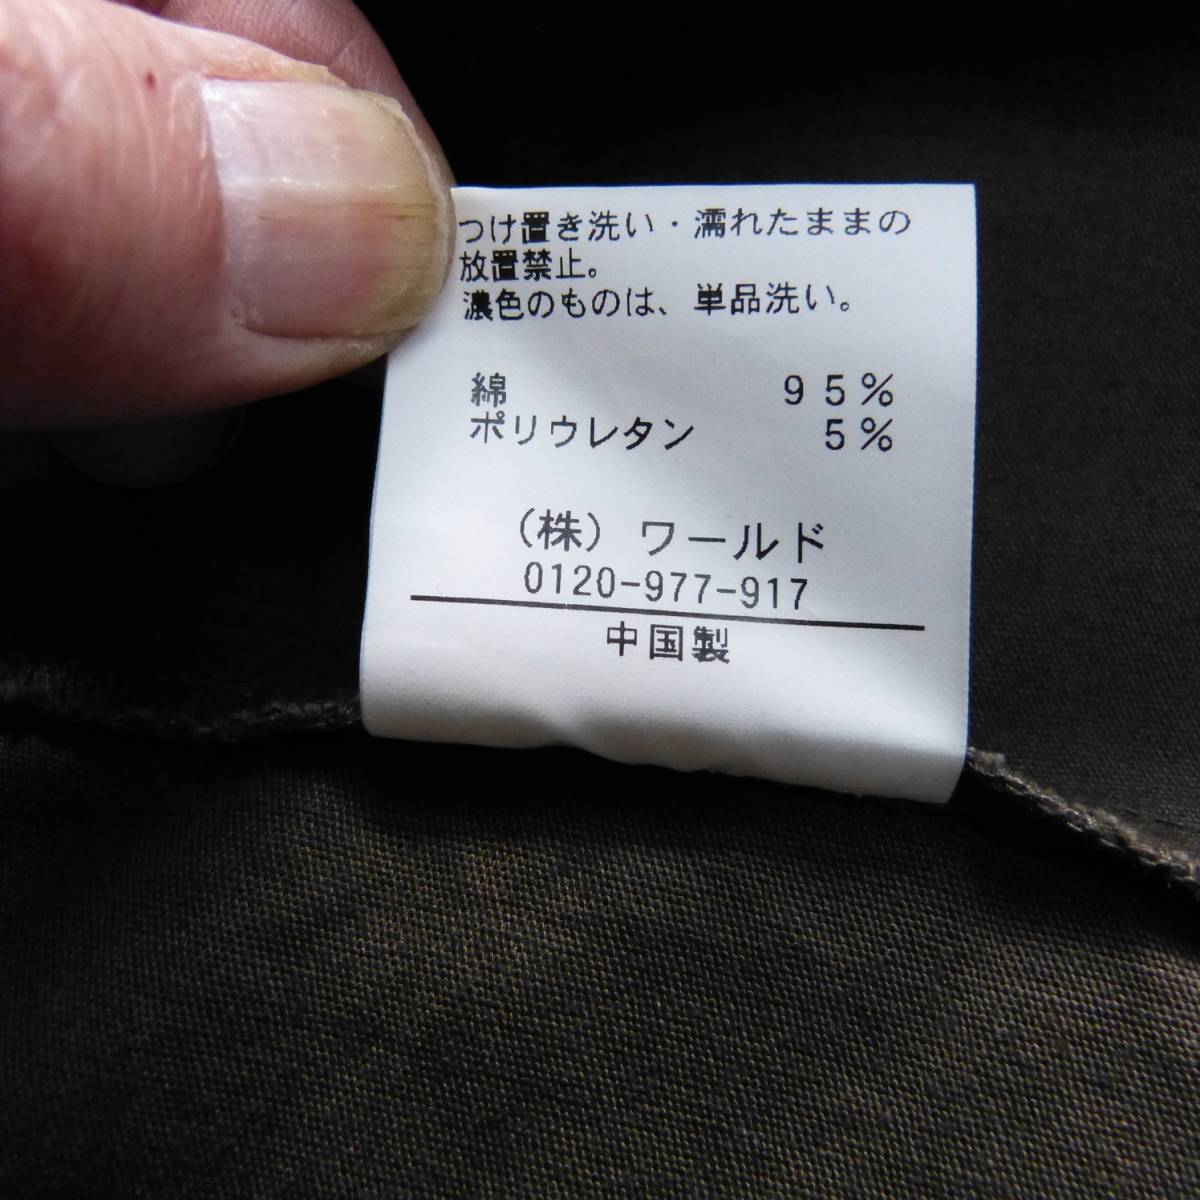 つけ置き洗い・濡れたままの
放置禁止。
濃色のものは、単品洗い。
綿 95%
ポリウレタン 5%
(株)ワールド
0120-977-917
中国製